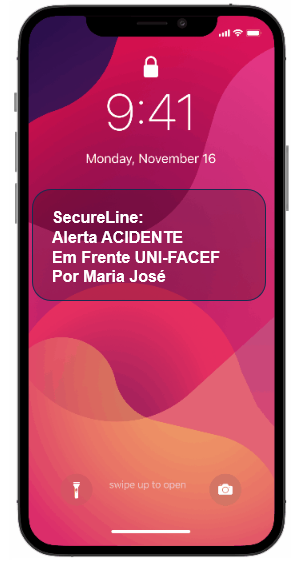 9:41
Monday, November 16
SecureLine:
Alerta ACIDENTE
Em Frente UNI-FACEF
Por Maria José
swipe up to open